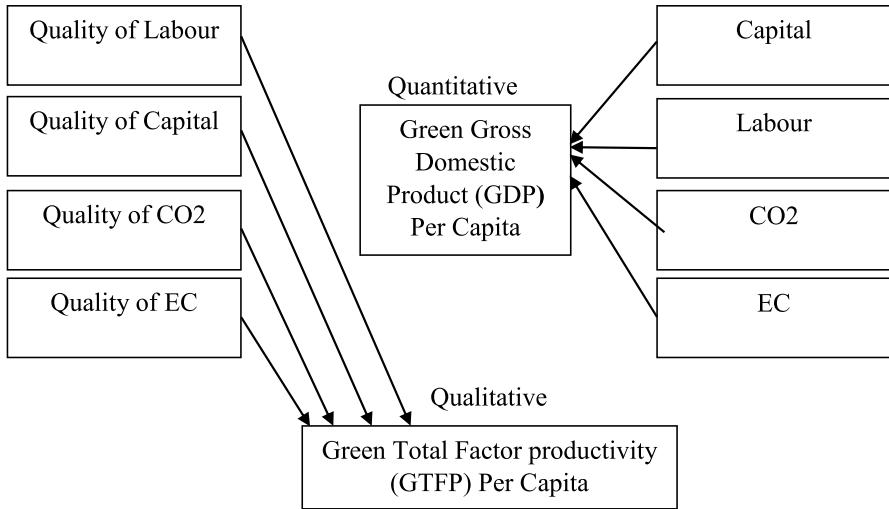 Quality of Labour
Quality of Capital
Quality of CO2
Quality of EC
Quantitative
Green Gross
Domestic
Product (GDP)
Per Capita
Capital
Labour
CO2
EC
Qualitative
Green Total Factor productivity
(GTFP) Per Capita